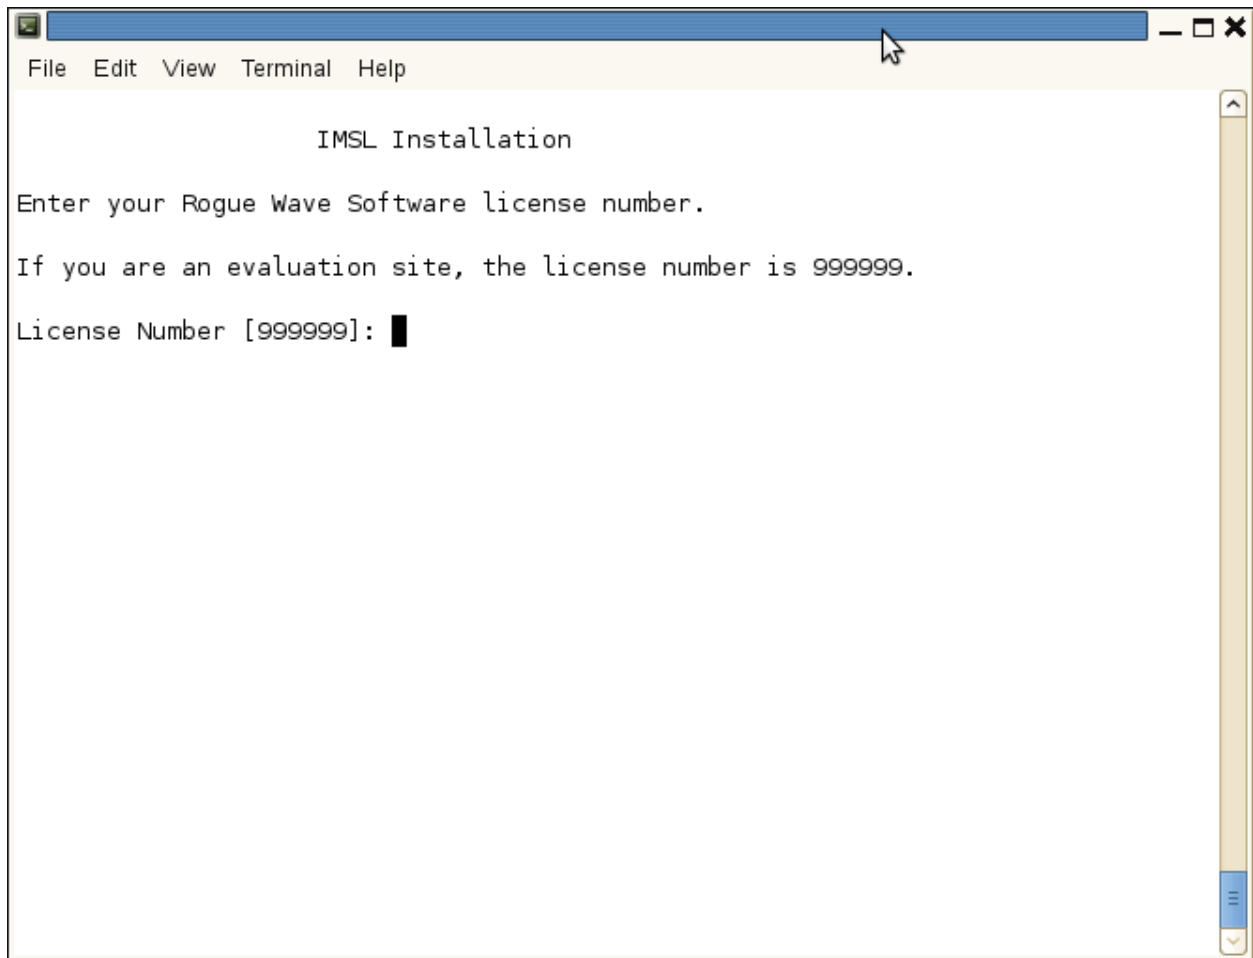 File Edit View Terminal Help
IMSL Installation
Enter your Rogue Wave Software license number.
If you are an evaluation site, the license number is 999999.
License Number [999999]: